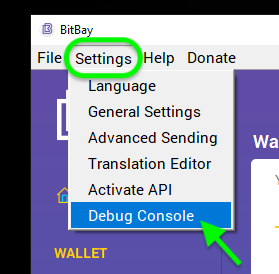 BitBay
File Settings Help Donate
Language
General Settings
Advanced Sending
Translation Editor
Activate API
Debug Console
Wa
WALLET